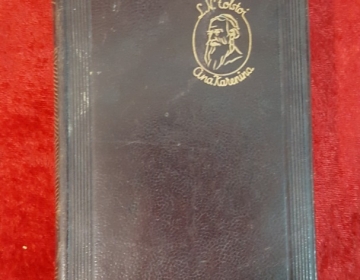 L. N. Tolstoi
Ana Karenina